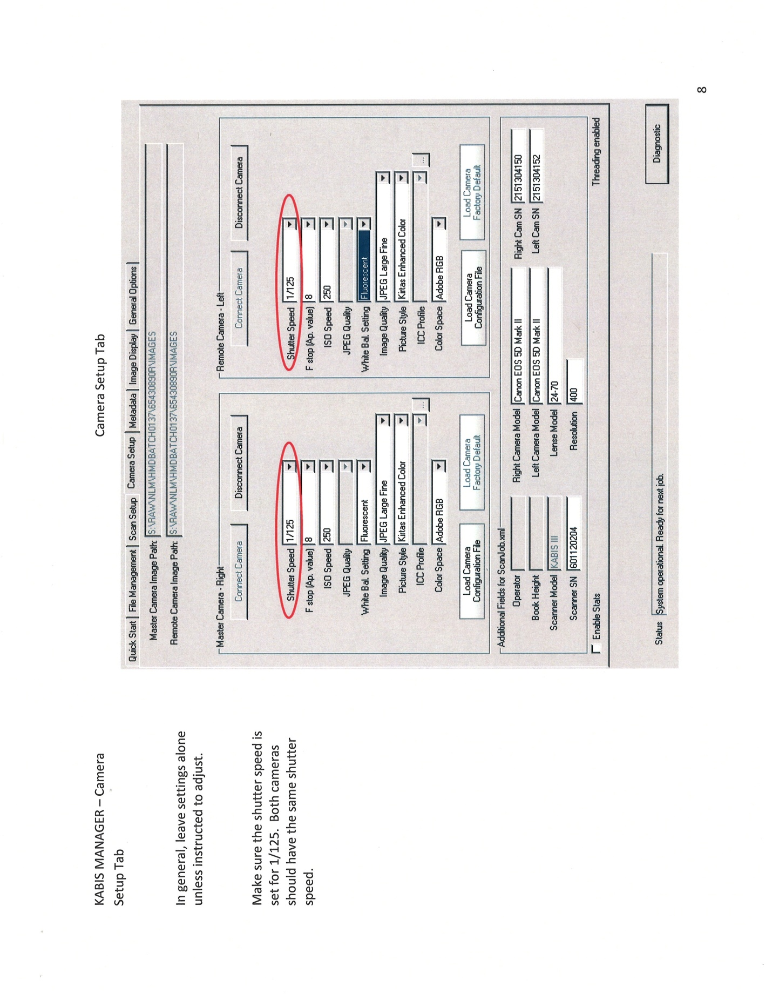 KABIS MANAGER – Camera
Setup Tab
In general, leave settings alone
unless instructed to adjust.
Make sure the shutter speed is
set for 1/125. Both cameras
should have the same shutter
speed.
Camera Setup Tab
Quick Start File Management Scan Setup Camera Setup Metadata Image Display General Options
Master Camera Image Path: S:\RAW\NLM\HMDBATCH0137\65430890R\IMAGES
Remote Camera Image Path: S:\RAW\NLM\HMDBATCH0137\65430890R\IMAGES
Master Camera - Right
Connect Camera Disconnect Camera
Shutter Speed 1/125
F stop (Ap. value) 8
ISO Speed 250
JPEG Quality
White Bal. Setting Fluorescent
Image Quality JPEG Large Fine
Picture Style Kirtas Enhanced Color
ICC Profile ...
Color Space Adobe RGB
Load Camera
Configuration File
Load Camera
Factory Default
Remote Camera - Left
Connect Camera Disconnect Camera
Shutter Speed 1/125
F stop (Ap. value) 8
ISO Speed 250
JPEG Quality
White Bal. Setting Fluorescent
Image Quality JPEG Large Fine
Picture Style Kirtas Enhanced Color
ICC Profile ...
Color Space Adobe RGB
Load Camera
Configuration File
Load Camera
Factory Default
Additional Fields for ScanJob.xml
Operator
Book Height
Scanner Model KABIS III
Scanner SN 601120204
Right Camera Model Canon EOS 5D Mark II
Left Camera Model Canon EOS 5D Mark II
Lense Model 24-70
Resolution 400
Right Cam SN 2151304150
Left Cam SN 2151304152
Enable Stats
Threading enabled
Status System operational. Ready for next job.
Diagnostic
8